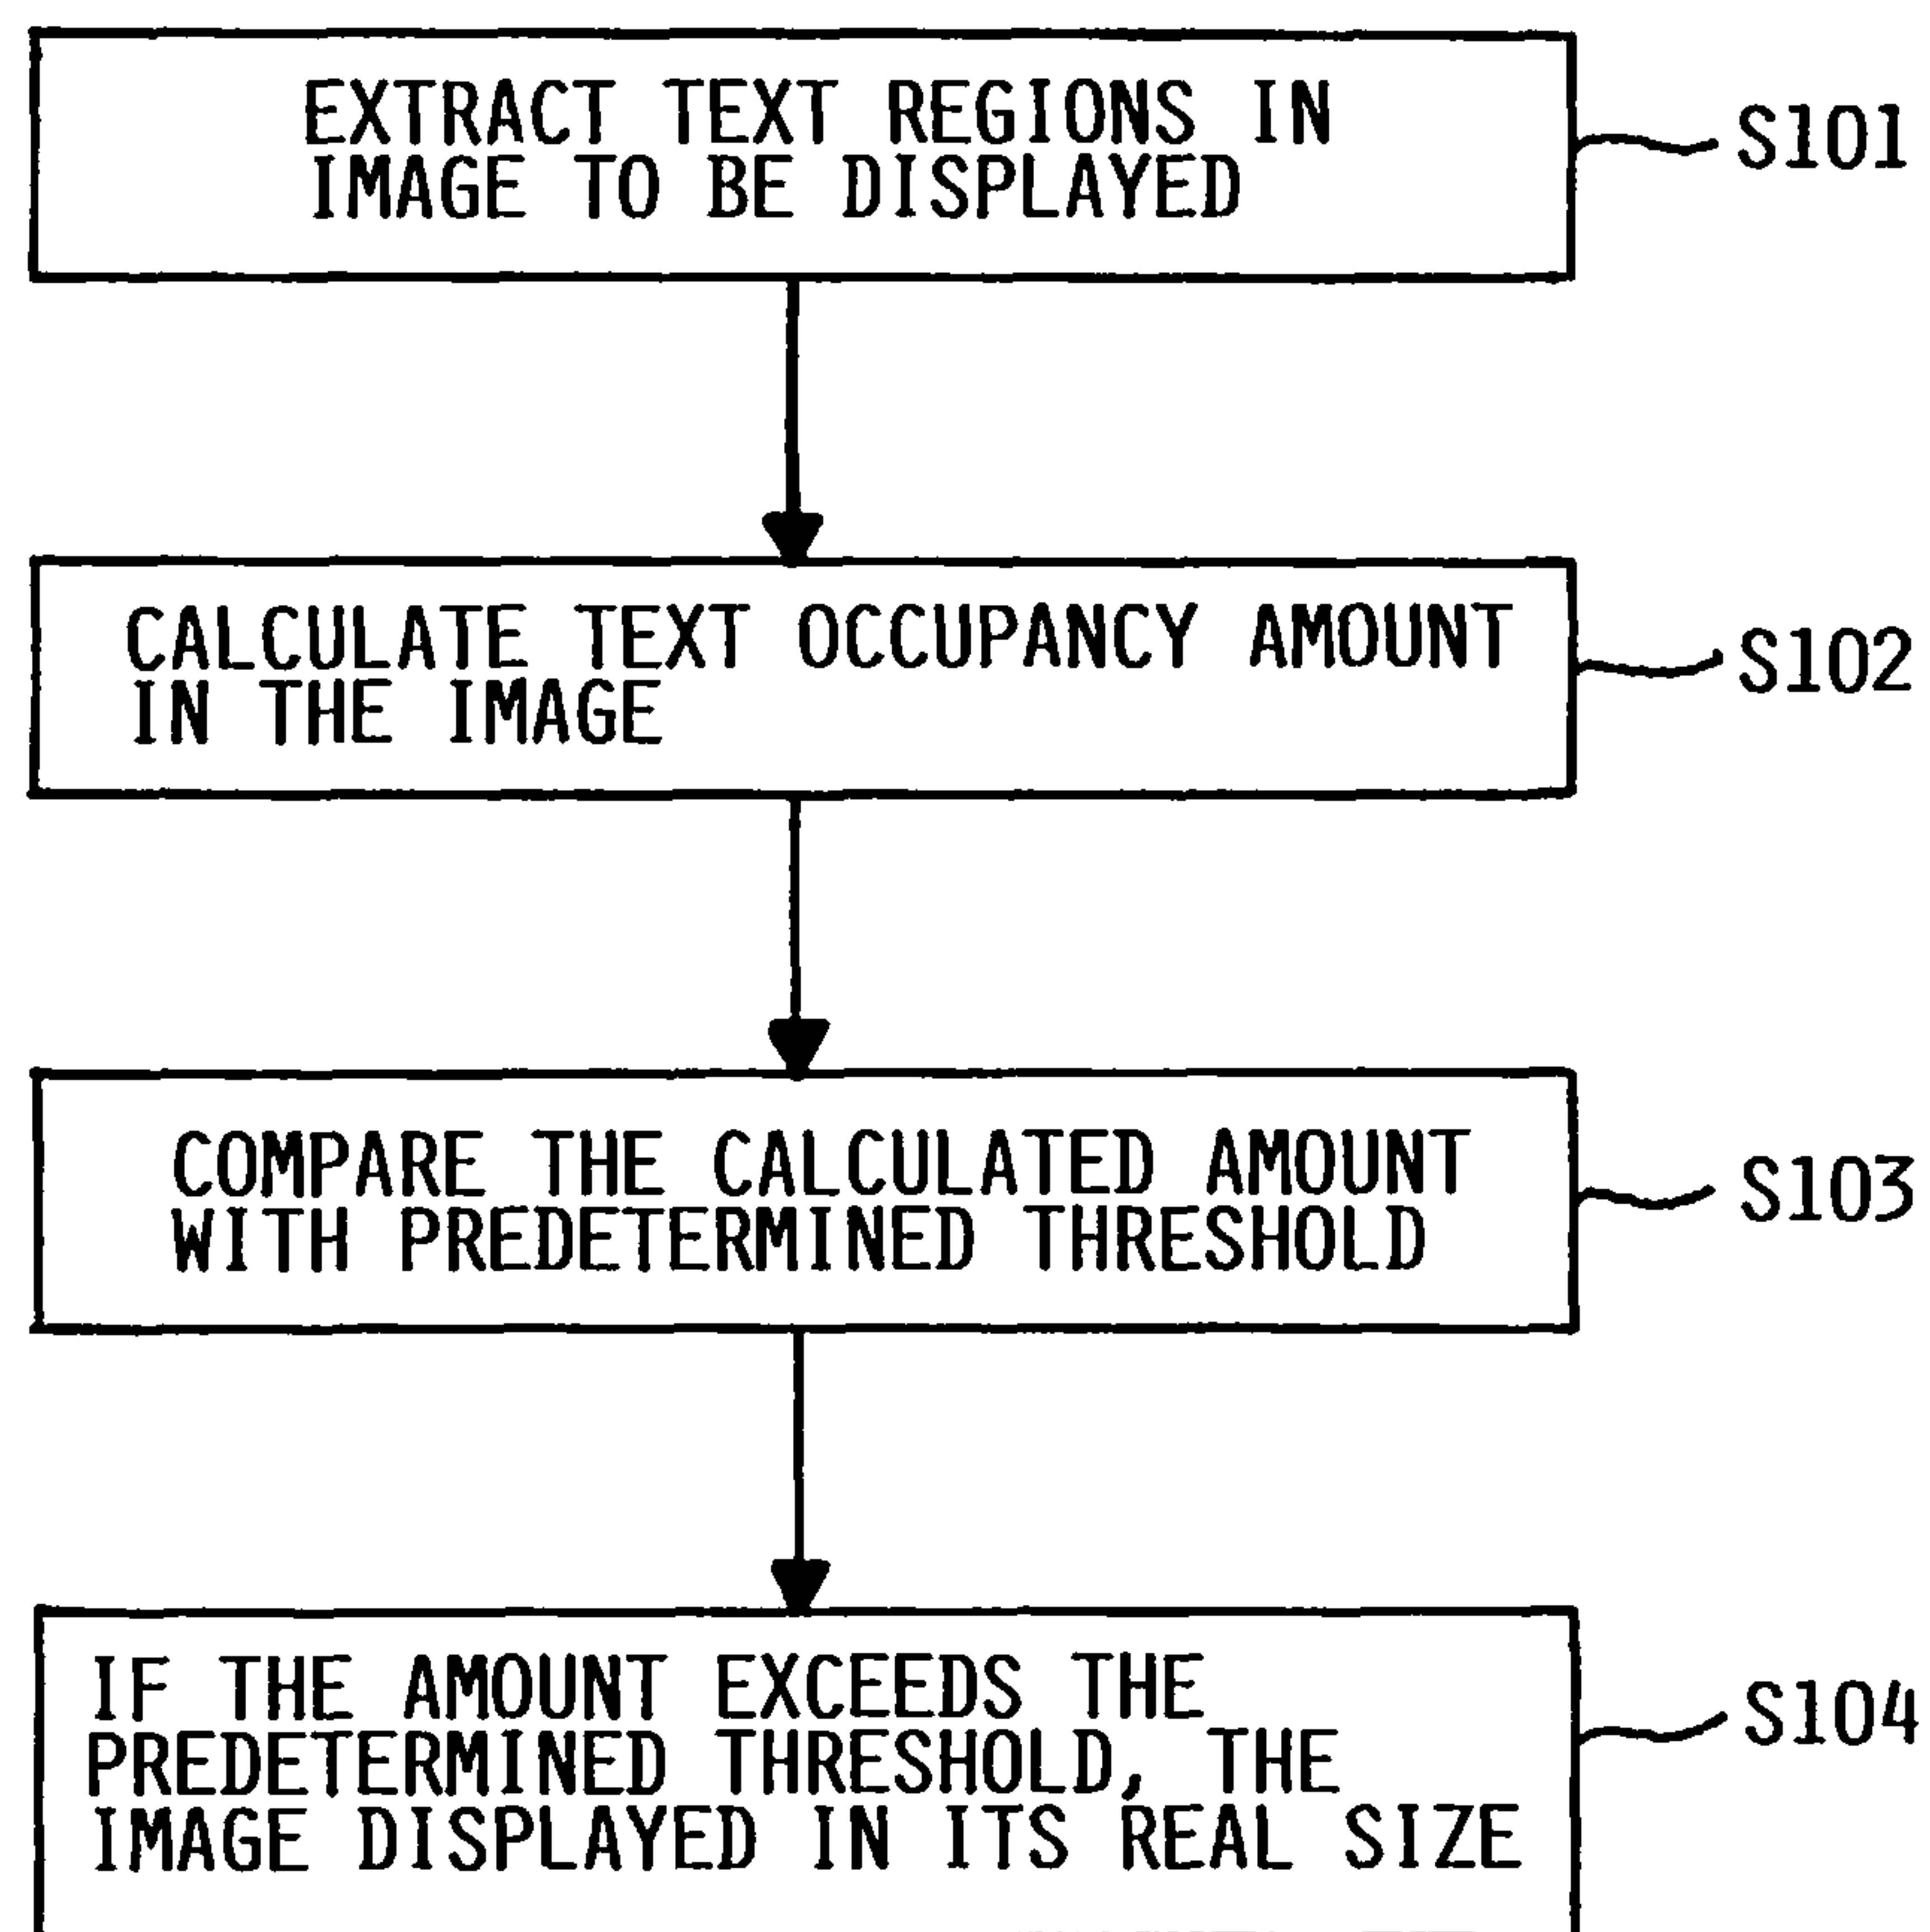 EXTRACT TEXT REGIONS IN
IMAGE TO BE DISPLAYED
S101
CALCULATE TEXT OCCUPANCY AMOUNT
IN THE IMAGE
S102
COMPARE THE CALCULATED AMOUNT
WITH PREDETERMINED THRESHOLD
S103
IF THE AMOUNT EXCEEDS THE
PREDETERMINED THRESHOLD, THE
IMAGE DISPLAYED IN ITS REAL SIZE
S104